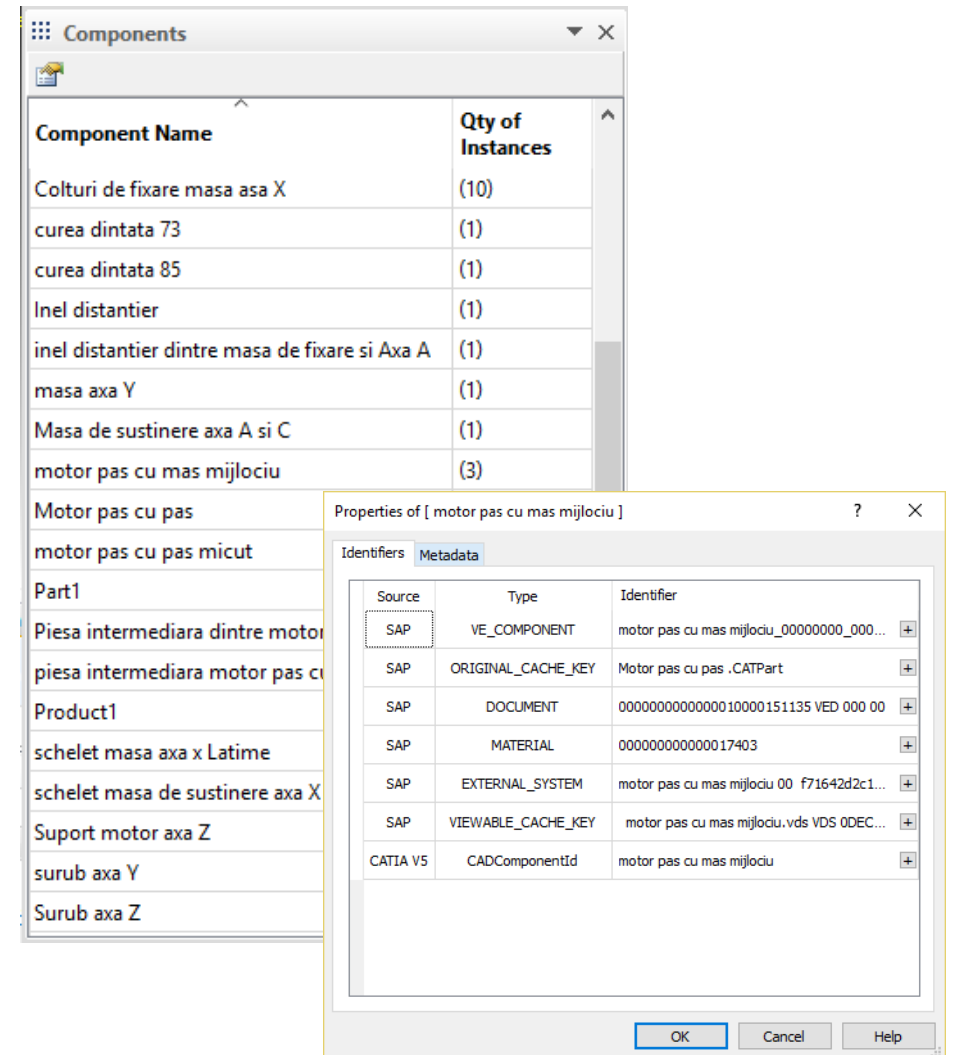 Components
Component Name
Qty of
Instances
Colturi de fixare masa asa X (10)
curea dintata 73 (1)
curea dintata 85 (1)
Inel distantier (1)
inel distantier dintre masa de fixare si Axa A (1)
masa axa Y (1)
Masa de sustinere axa A si C (1)
motor pas cu mas mijlociu (3)
Motor pas cu pas
motor pas cu pas micut
Part1
Piesa intermediara dintre motor
piesa intermediara motor pas
Product1
schelet masa axa x Latime
schelet masa de sustinere axa X
Suport motor axa Z
surub axa Y
Surub axa Z
Properties of [ motor pas cu mas mijlociu ] ?
Identifiers Metadata
Source Type Identifier
SAP VE_COMPONENT motor pas cu mas mijlociu_00000000_000... +
SAP ORIGINAL_CACHE_KEY Motor pas cu pas .CATPart +
SAP DOCUMENT 0000000000000010000151135 VED 000 00 +
SAP MATERIAL 000000000000017403 +
SAP EXTERNAL_SYSTEM motor pas cu mas mijlociu 00 f71642d2c1... +
SAP VIEWABLE_CACHE_KEY motor pas cu mas mijlociu.vds VDS 0DEC... +
CATIA V5 CADComponentId motor pas cu mas mijlociu +
OK Cancel Help